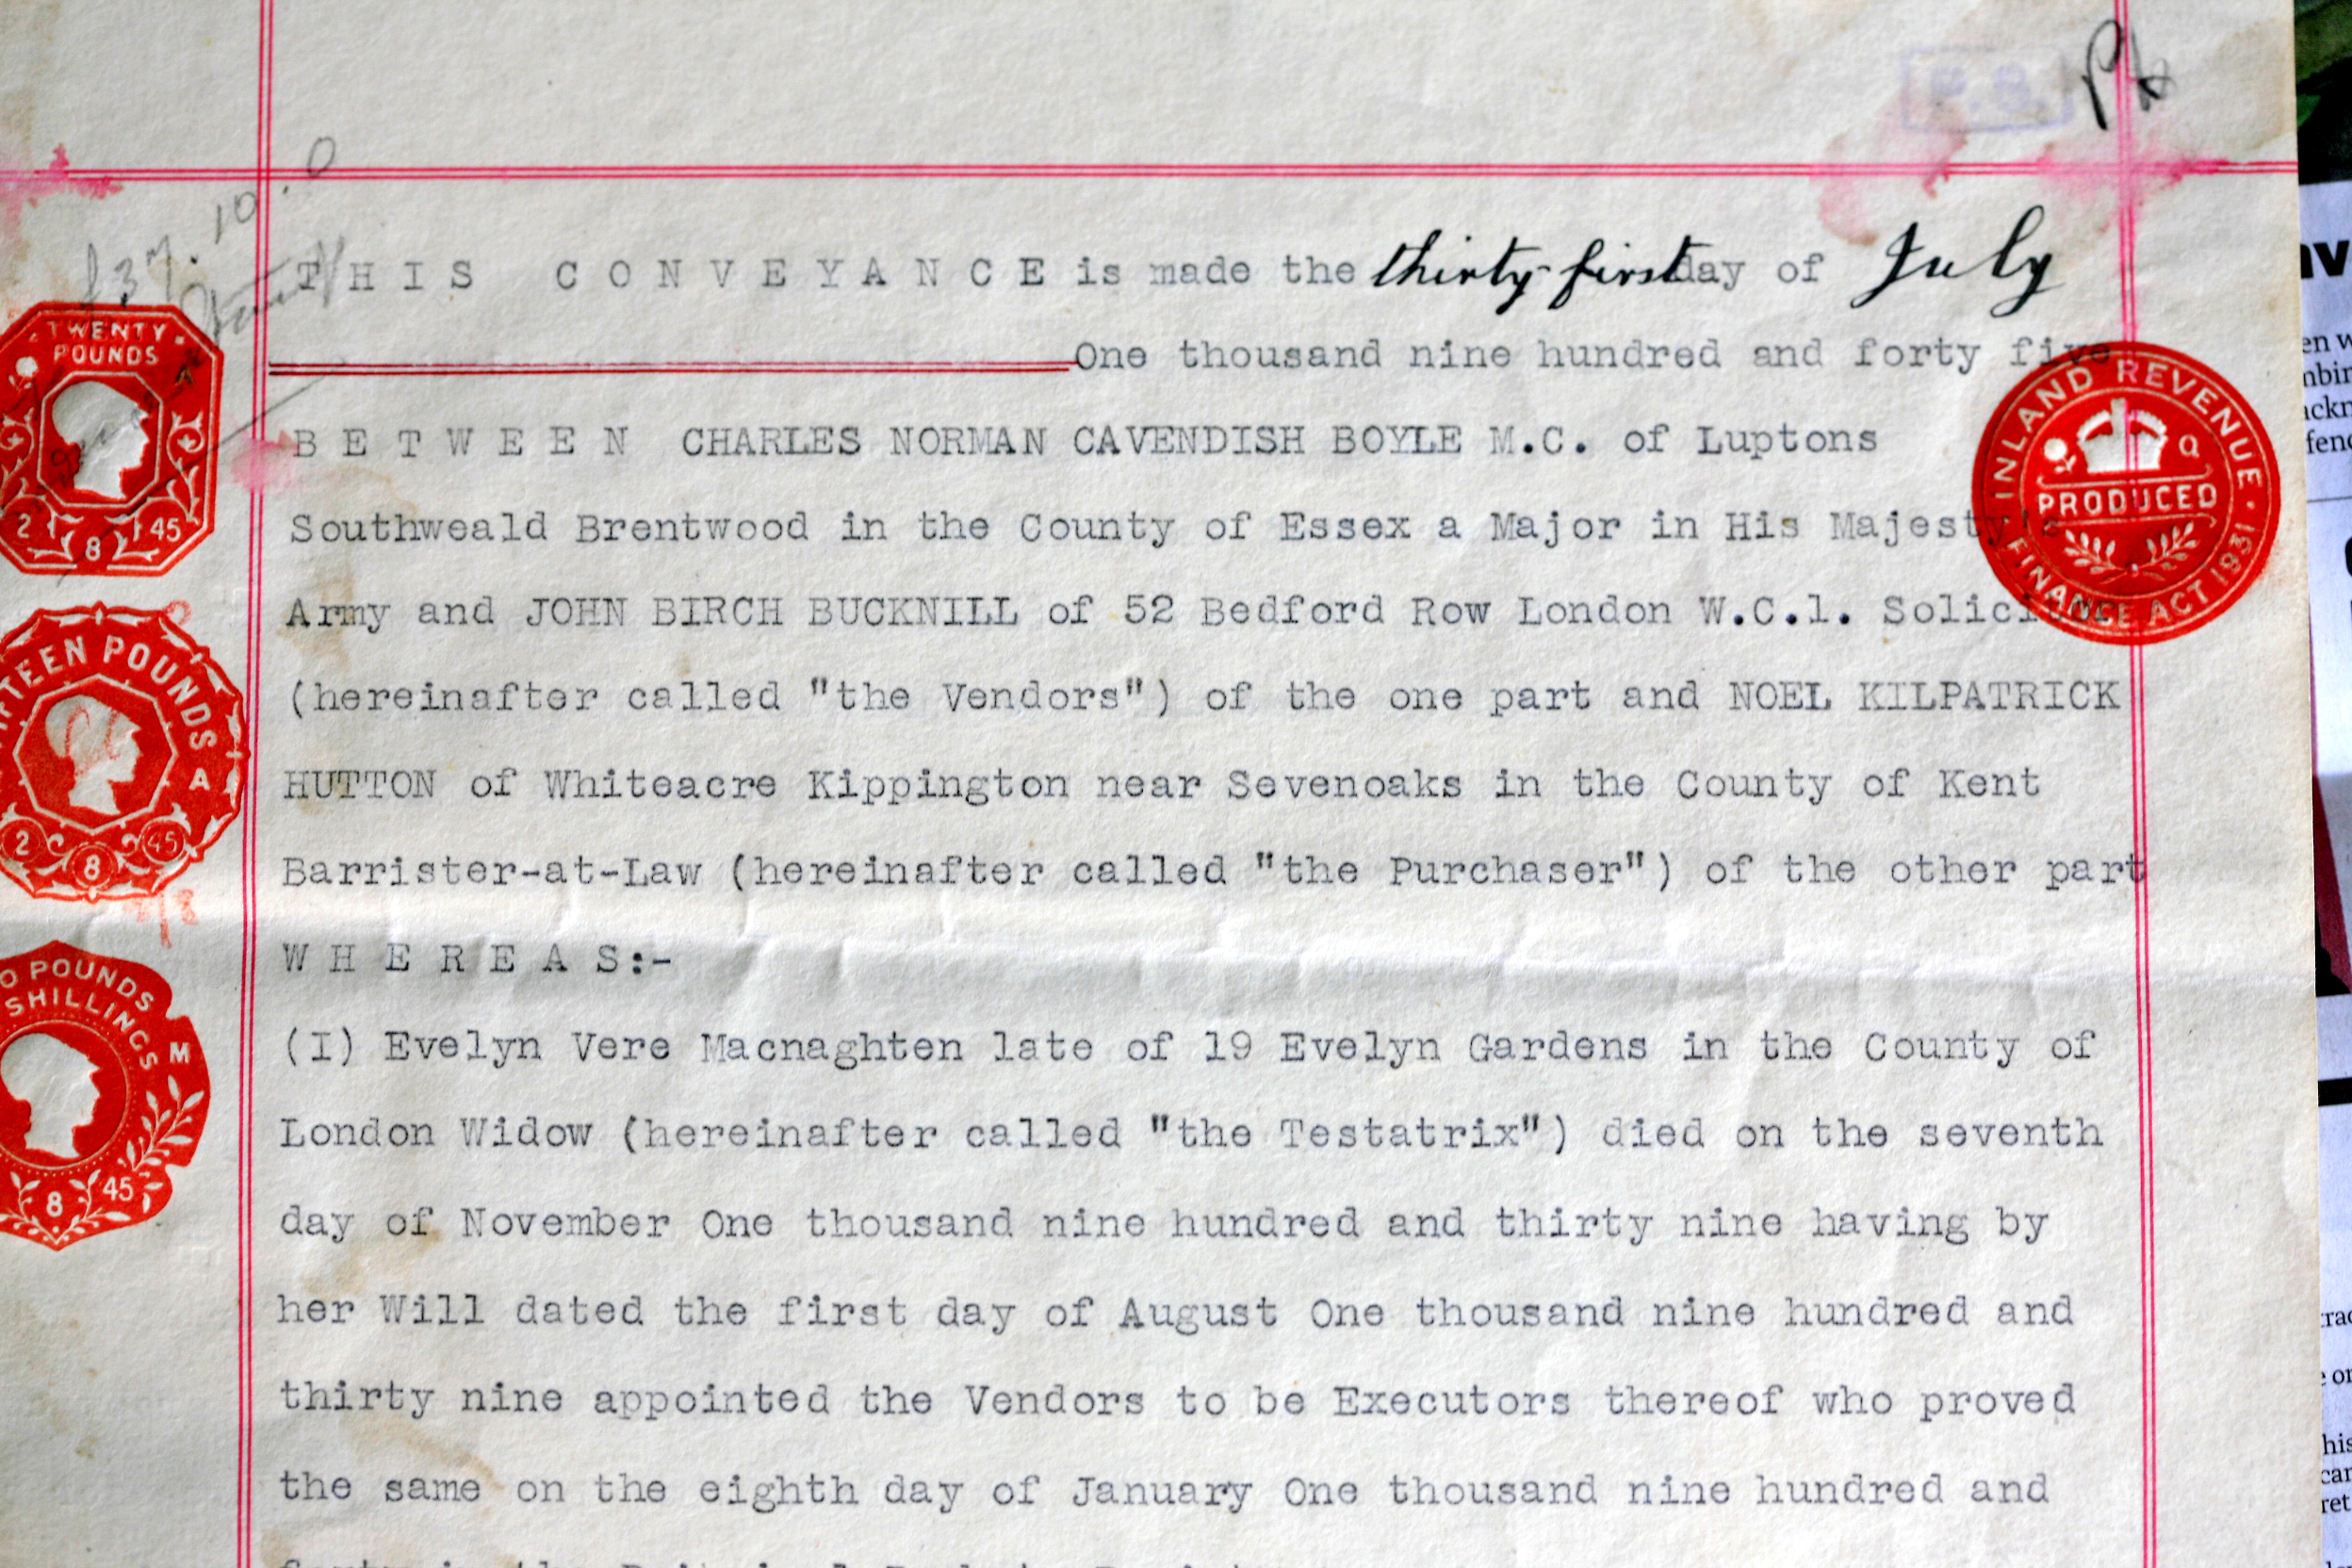 P.S.
£37.10.0
THIS CONVEYANCE is made the thirty-first day of July
One thousand nine hundred and forty five
BETWEEN CHARLES NORMAN CAVENDISH BOYLE M.C. of Luptons
Southweald Brentwood in the County of Essex a Major in His Majesty's
Army and JOHN BIRCH BUCKNILL of 52 Bedford Row London W.C.1. Solicitor
(hereinafter called "the Vendors") of the one part and NOEL KILPATRICK
HUTTON of Whiteacre Kippington near Sevenoaks in the County of Kent
Barrister-at-Law (hereinafter called "the Purchaser") of the other part
WHEREAS:-
(I) Evelyn Vere Macnaghten late of 19 Evelyn Gardens in the County of
London Widow (hereinafter called "the Testatrix") died on the seventh
day of November One thousand nine hundred and thirty nine having by
her Will dated the first day of August One thousand nine hundred and
thirty nine appointed the Vendors to be Executors thereof who proved
the same on the eighth day of January One thousand nine hundred and
TWENTY
POUNDS
A
2 8 45
TEEN POUNDS
A
2 8 45
O POUNDS
SHILLINGS
M
8 45
INLAND REVENUE
Q
PRODUCED
FINANCE ACT 1931